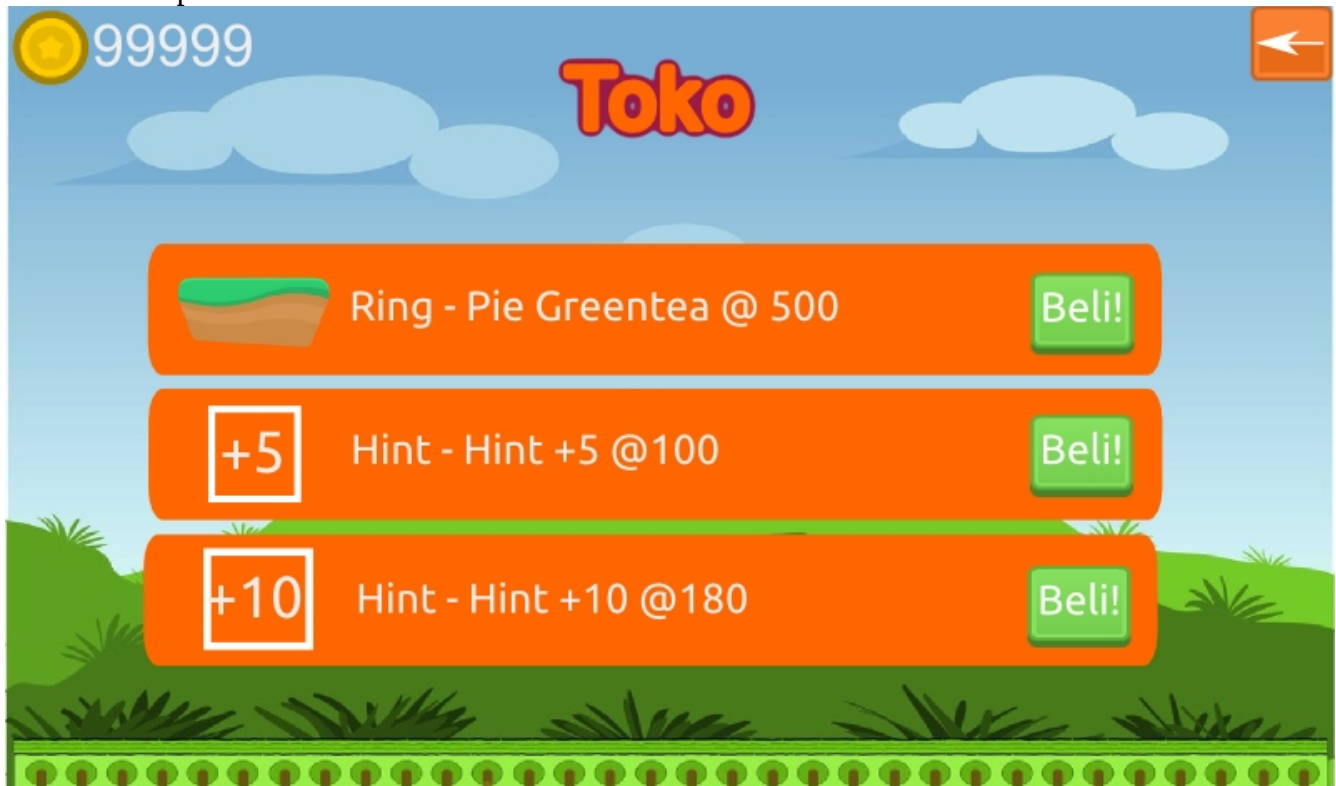 99999
Toko
Ring - Pie Greentea @ 500
Beli!
+5
Hint - Hint +5 @100
Beli!
+10
Hint - Hint +10 @180
Beli!